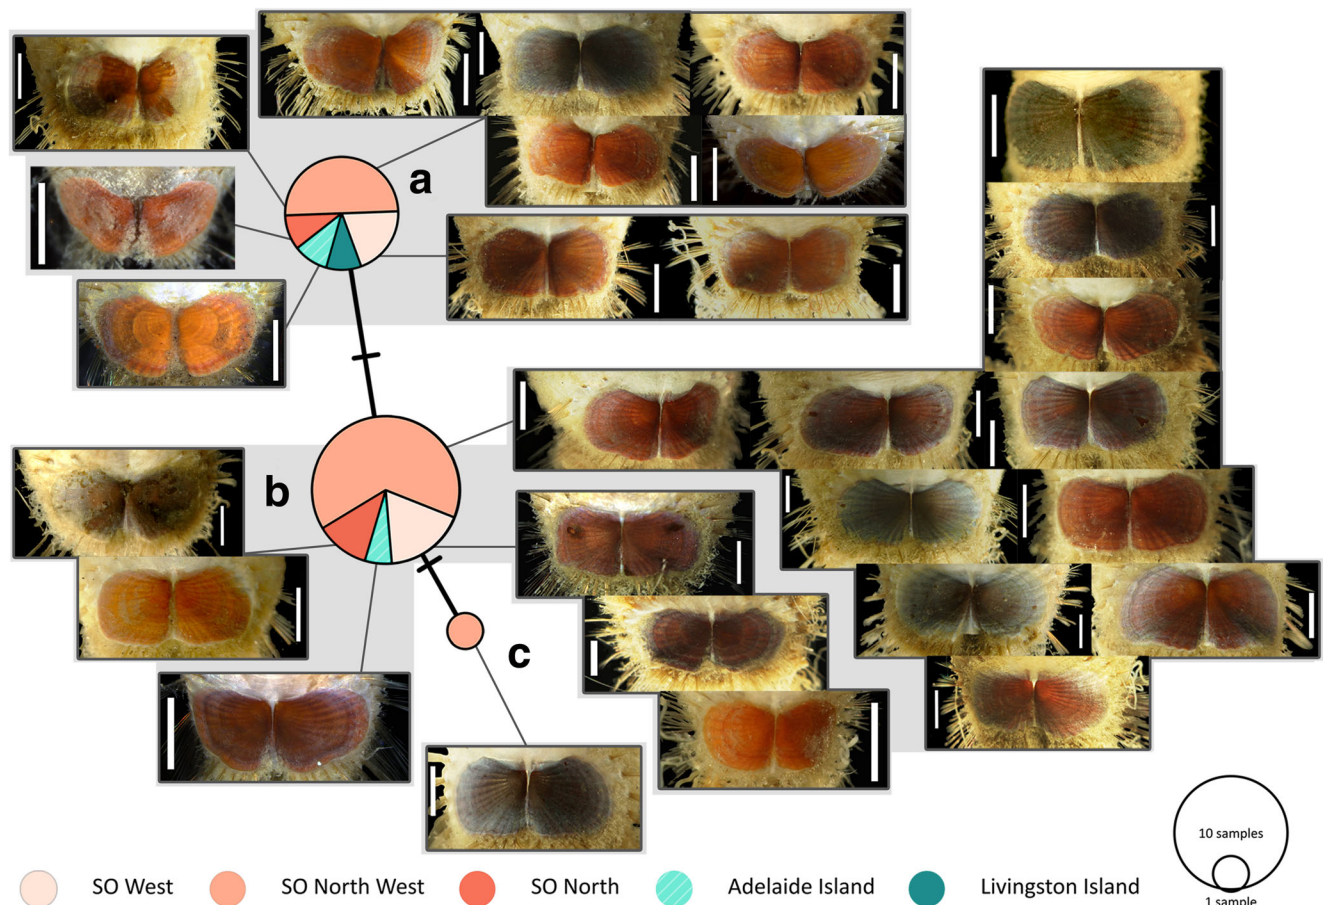 a
b
c
10 samples
1 sample
SO West SO North West SO North Adelaide Island Livingston Island